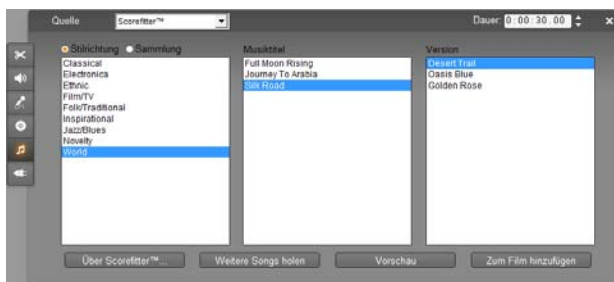 Quelle Scorefitter™ Dauer: 0:00:30.00
Stilrichtung Sammlung
Classical
Electronica
Ethnic
Film/TV
Folk/Traditional
Inspirational
Jazz/Blues
Novelty
World
Musiktitel
Full Moon Rising
Journey To Arabia
Silk Road
Version
Desert Trail
Oasis Blue
Golden Rose
Über Scorefitter™... Weitere Songs holen Vorschau Zum Film hinzufügen